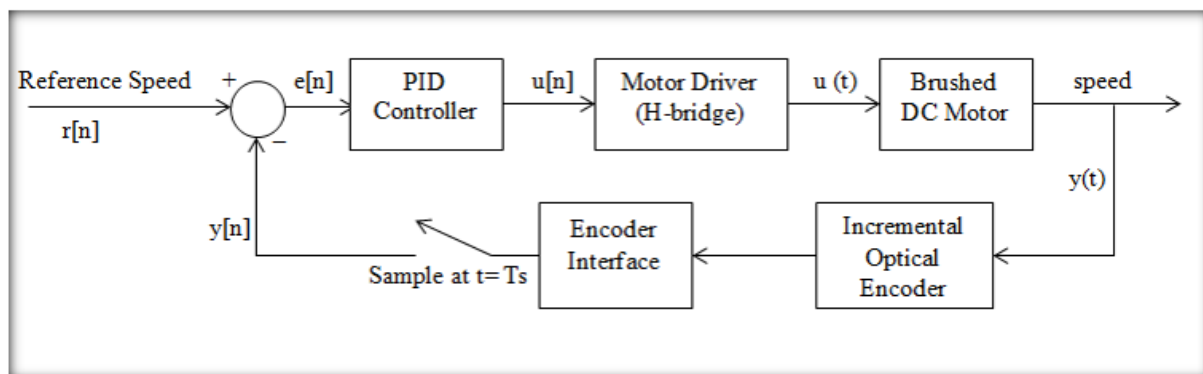 Reference Speed
r[n]
+
−
e[n]
PID
Controller
u[n]
Motor Driver
(H-bridge)
u (t)
Brushed
DC Motor
speed
y(t)
Incremental
Optical
Encoder
Encoder
Interface
Sample at t= Ts
y[n]